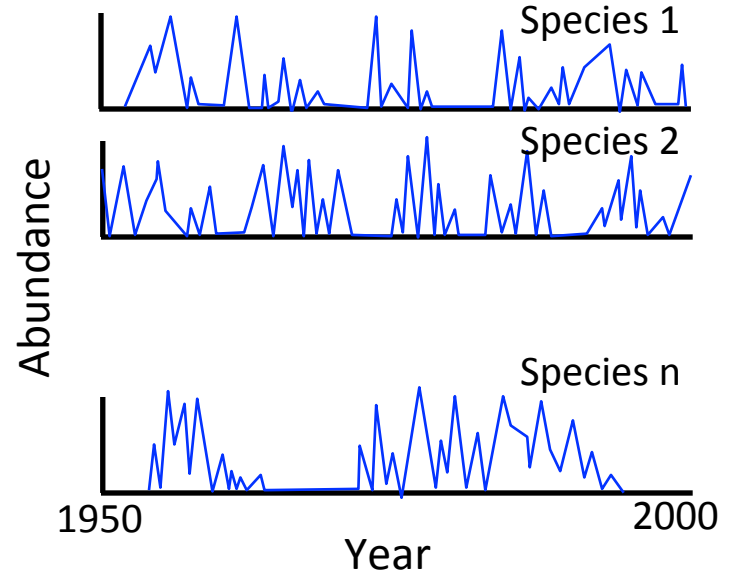 Species 1
Species 2
Abundance
Species n
1950
2000
Year